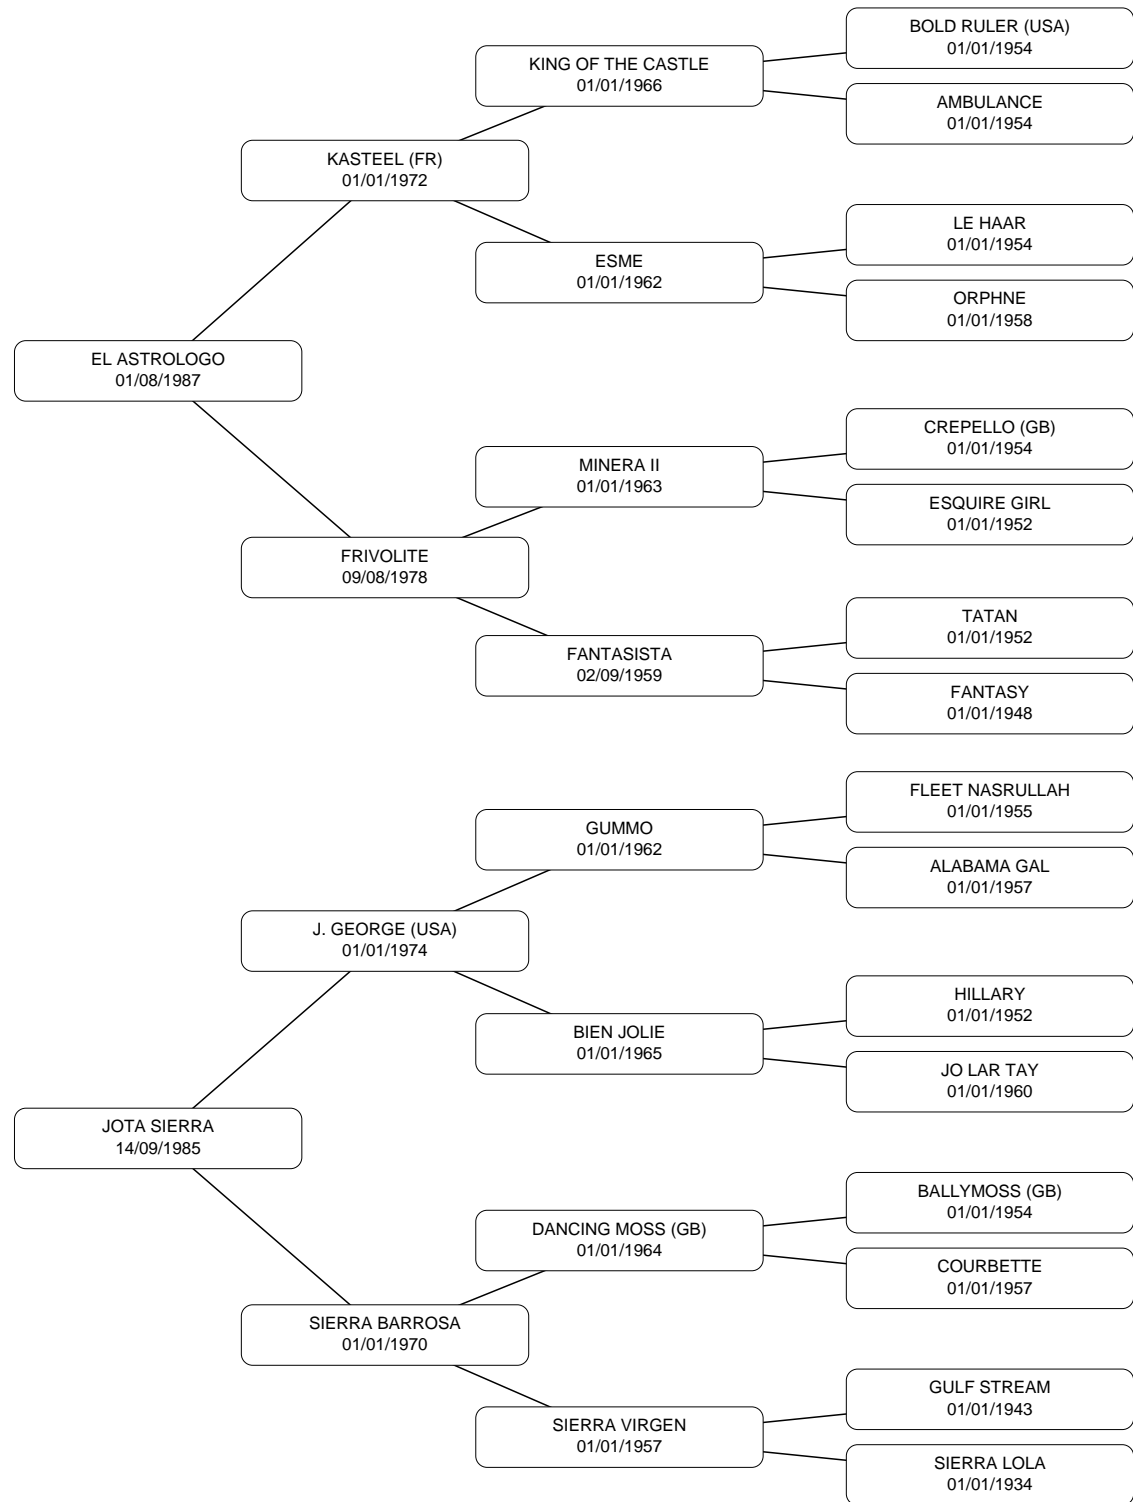 BOLD RULER (USA)
01/01/1954
KING OF THE CASTLE
01/01/1966
AMBULANCE
01/01/1954
KASTEEL (FR)
01/01/1972
LE HAAR
01/01/1954
ESME
01/01/1962
ORPHNE
01/01/1958
EL ASTROLOGO
01/08/1987
CREPELLO (GB)
01/01/1954
MINERA II
01/01/1963
ESQUIRE GIRL
01/01/1952
FRIVOLITE
09/08/1978
TATAN
01/01/1952
FANTASISTA
02/09/1959
FANTASY
01/01/1948
FLEET NASRULLAH
01/01/1955
GUMMO
01/01/1962
ALABAMA GAL
01/01/1957
J. GEORGE (USA)
01/01/1974
HILLARY
01/01/1952
BIEN JOLIE
01/01/1965
JO LAR TAY
01/01/1960
JOTA SIERRA
14/09/1985
BALLYMOSS (GB)
01/01/1954
DANCING MOSS (GB)
01/01/1964
COURBETTE
01/01/1957
SIERRA BARROSA
01/01/1970
GULF STREAM
01/01/1943
SIERRA VIRGEN
01/01/1957
SIERRA LOLA
01/01/1934